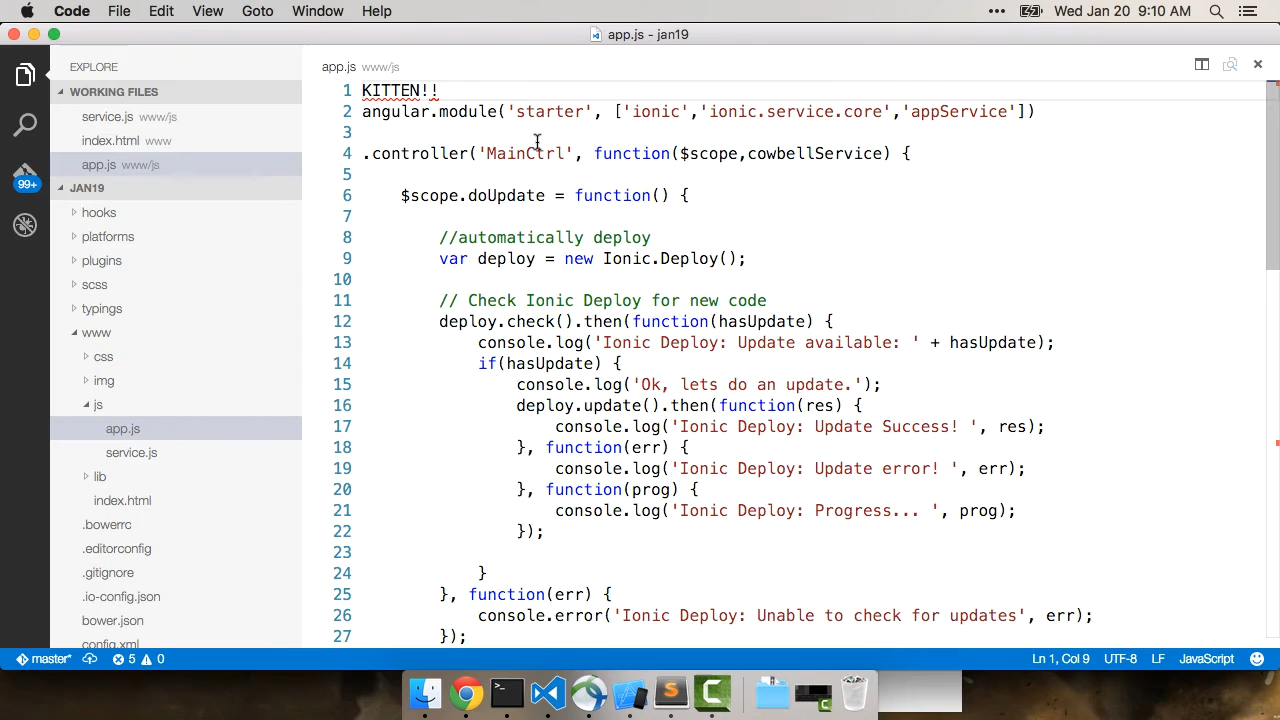 Code File Edit View Goto Window Help
Wed Jan 20 9:10 AM
app.js - jan19
EXPLORE
WORKING FILES
service.js www/js
index.html www
app.js www/js
JAN19
hooks
platforms
plugins
scss
typings
www
css
img
js
app.js
service.js
lib
index.html
.bowerrc
.editorconfig
.gitignore
.io-config.json
bower.json
config.xml
99+
app.js www/js
1 KITTEN!!
2 angular.module('starter', ['ionic','ionic.service.core','appService'])
3
4 .controller('MainCtrl', function($scope,cowbellService) {
5
6 $scope.doUpdate = function() {
7
8 //automatically deploy
9 var deploy = new Ionic.Deploy();
10
11 // Check Ionic Deploy for new code
12 deploy.check().then(function(hasUpdate) {
13 console.log('Ionic Deploy: Update available: ' + hasUpdate);
14 if(hasUpdate) {
15 console.log('Ok, lets do an update.');
16 deploy.update().then(function(res) {
17 console.log('Ionic Deploy: Update Success! ', res);
18 }, function(err) {
19 console.log('Ionic Deploy: Update error! ', err);
20 }, function(prog) {
21 console.log('Ionic Deploy: Progress... ', prog);
22 });
23
24 }
25 }, function(err) {
26 console.error('Ionic Deploy: Unable to check for updates', err);
27 });
master* 5 0 Ln 1, Col 9 UTF-8 LF JavaScript